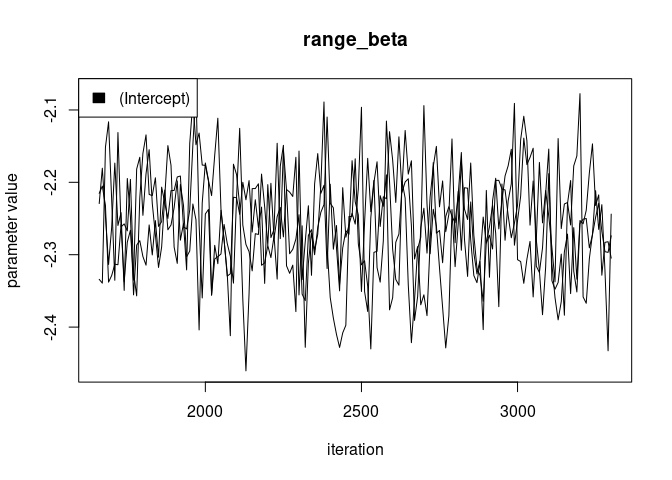 range_beta
(Intercept)
parameter value
-2.1
-2.2
-2.3
-2.4
2000
2500
3000
iteration